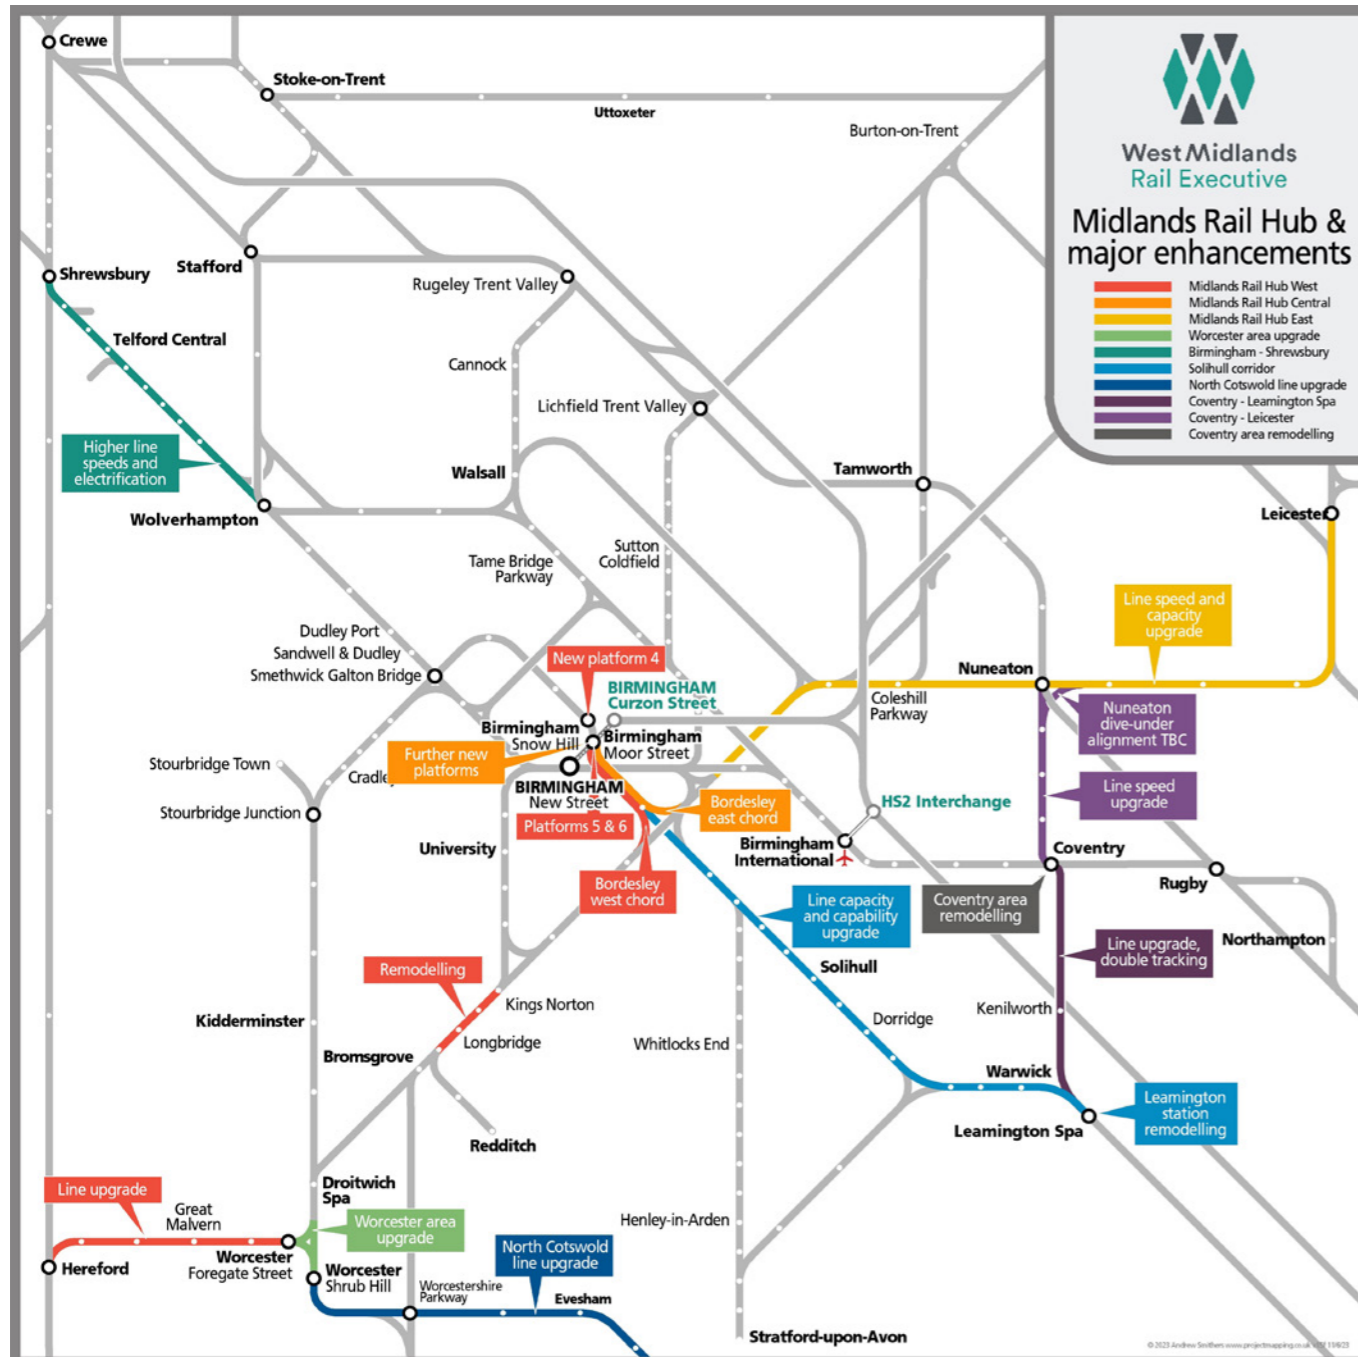 Crewe
Stoke-on-Trent
Uttoxeter
Burton-on-Trent
West Midlands
Rail Executive
Midlands Rail Hub &
major enhancements
Midlands Rail Hub West
Midlands Rail Hub Central
Midlands Rail Hub East
Worcester area upgrade
Birmingham - Shrewsbury
Solihull corridor
North Cotswold line upgrade
Coventry - Leamington Spa
Coventry - Leicester
Coventry area remodelling
Shrewsbury
Stafford
Rugeley Trent Valley
Telford Central
Cannock
Lichfield Trent Valley
Higher line
speeds and
electrification
Walsall
Tamworth
Wolverhampton
Leicester
Tame Bridge
Parkway
Sutton
Coldfield
Line speed and
capacity
upgrade
Dudley Port
Sandwell & Dudley
Smethwick Galton Bridge
New platform 4
BIRMINGHAM
Curzon Street
Nuneaton
Coleshill
Parkway
Nuneaton
dive-under
alignment TBC
Birmingham
Snow Hill
Birmingham
Moor Street
Further new
platforms
Stourbridge Town
Cradle
BIRMINGHAM
New Street
Line speed
upgrade
Bordesley
east chord
HS2 Interchange
Stourbridge Junction
Platforms 5 & 6
University
Birmingham
International
Coventry
Rugby
Bordesley
west chord
Coventry area
remodelling
Line capacity
and capability
upgrade
Line upgrade,
double tracking
Northampton
Remodelling
Solihull
Kings Norton
Kenilworth
Kidderminster
Dorridge
Longbridge
Whitlocks End
Bromsgrove
Warwick
Leamington
station
remodelling
Leamington Spa
Redditch
Line upgrade
Droitwich
Spa
Great
Malvern
Henley-in-Arden
Worcester area
upgrade
North Cotswold
line upgrade
Worcester
Foregate Street
Hereford
Worcester
Shrub Hill
Worcestershire
Parkway
Evesham
Stratford-upon-Avon
© 2023 Andrew Smithers www.projectmapping.co.uk